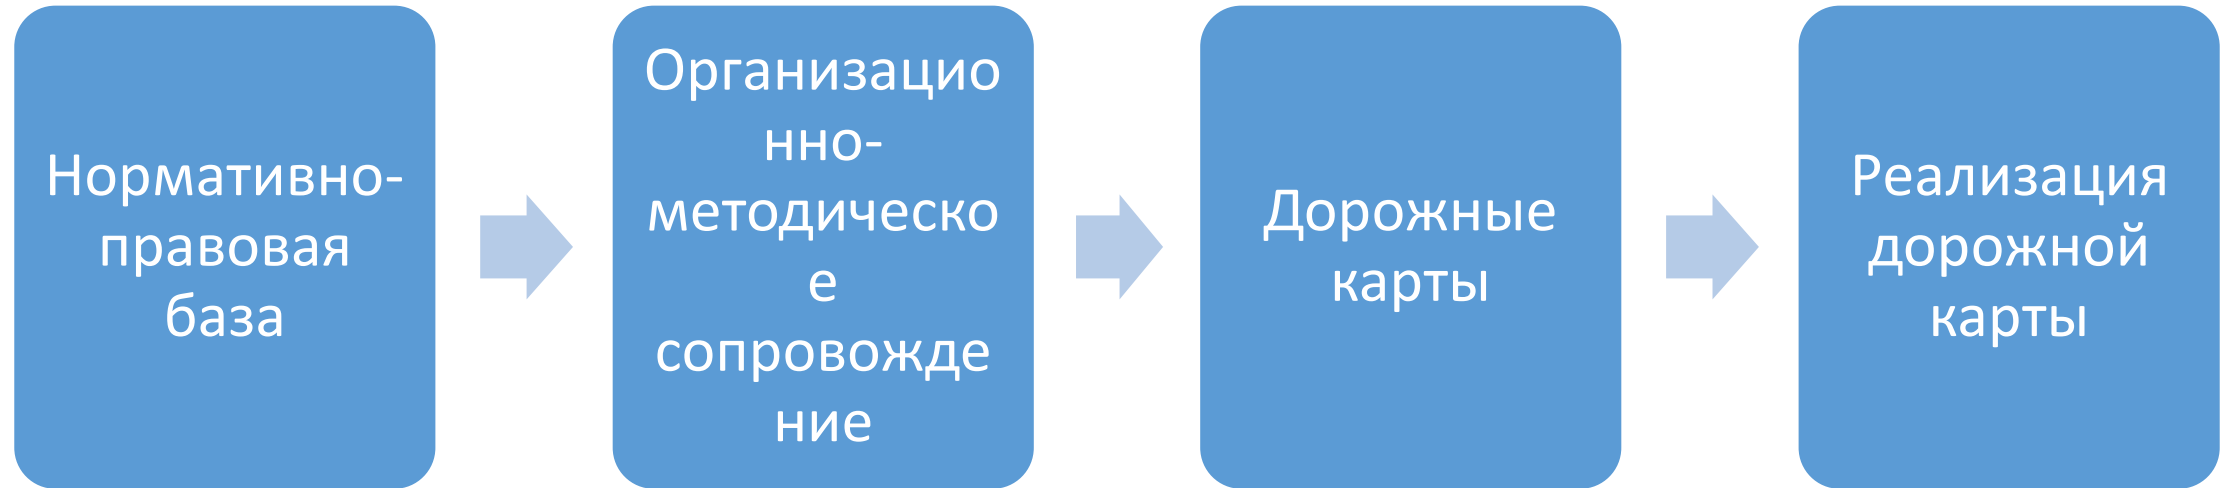 Нормативно-
правовая
база
Организацио
нно-
методическо
е
сопровожде
ние
Дорожные
карты
Реализация
дорожной
карты